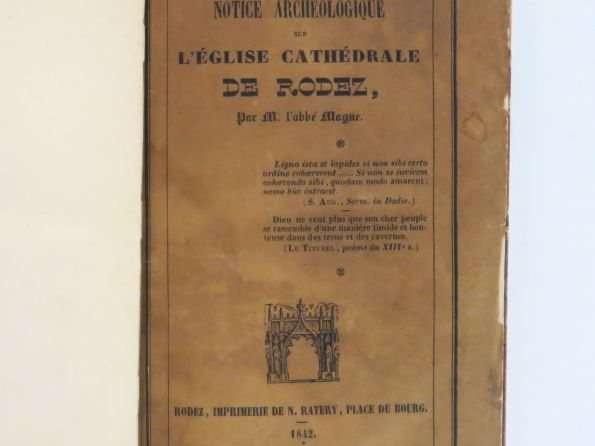 NOTICE ARCHÉOLOGIQUE
SUR
L'ÉGLISE CATHÉDRALE
DE RODEZ,
Par M. l'abbé Magne.
Ligna ista et lapides si non sibi certo
ordine cohærerent..... Si non se invicem
cohærendo sibi, quodam modo amarent,
nemo hùc intraret.
(S. AUG., Serm. in Dedic.)
Dieu ne veut plus que son cher peuple
se rassemble d'une manière timide et hon-
teuse dans des trous et des cavernes.
(LE TITUREL, poème du XIIIe s.)
RODEZ, IMPRIMERIE DE N. RATERY, PLACE DU BOURG.
1842.